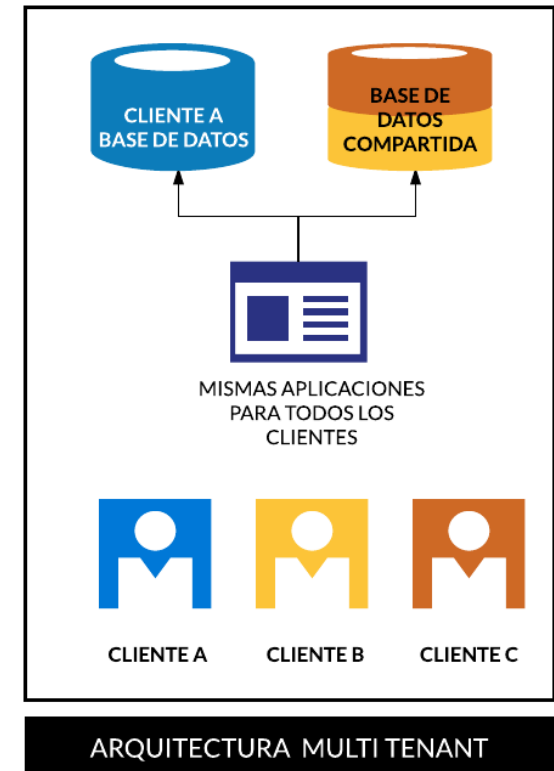 CLIENTE A
BASE DE DATOS
BASE DE
DATOS
COMPARTIDA
MISMAS APLICACIONES
PARA TODOS LOS
CLIENTES
CLIENTE A
CLIENTE B
CLIENTE C
ARQUITECTURA MULTI TENANT